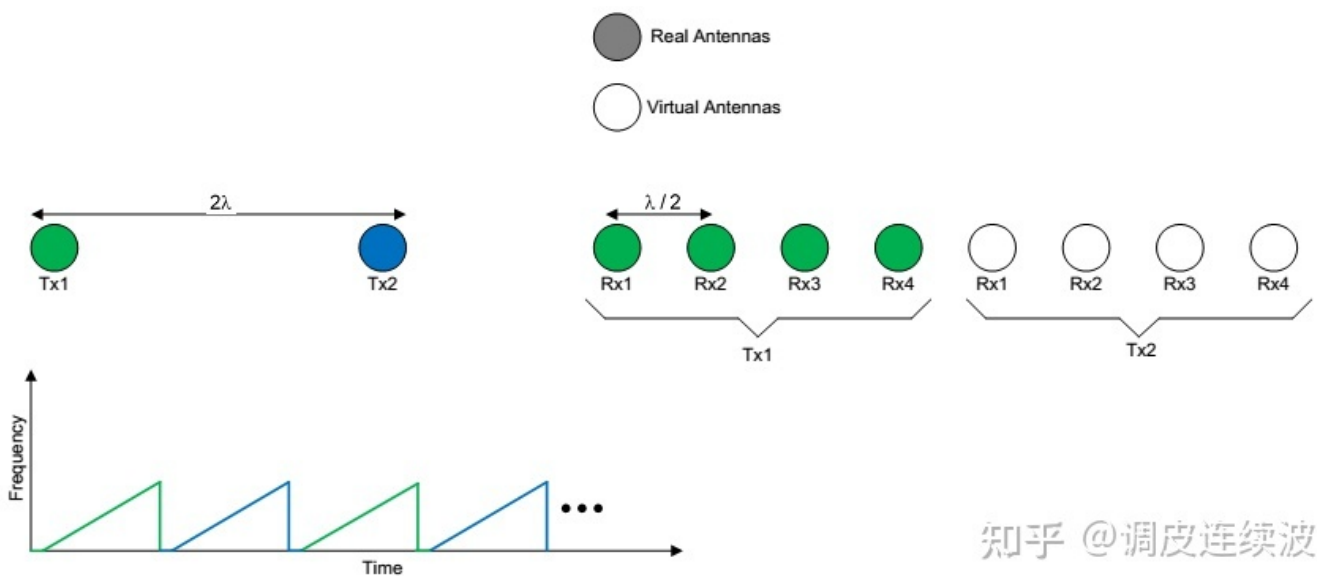 Real Antennas
Virtual Antennas
2λ
λ / 2
Tx1
Tx2
Rx1
Rx2
Rx3
Rx4
Rx1
Rx2
Rx3
Rx4
Tx1
Tx2
Frequency
Time
知乎 @调皮连续波